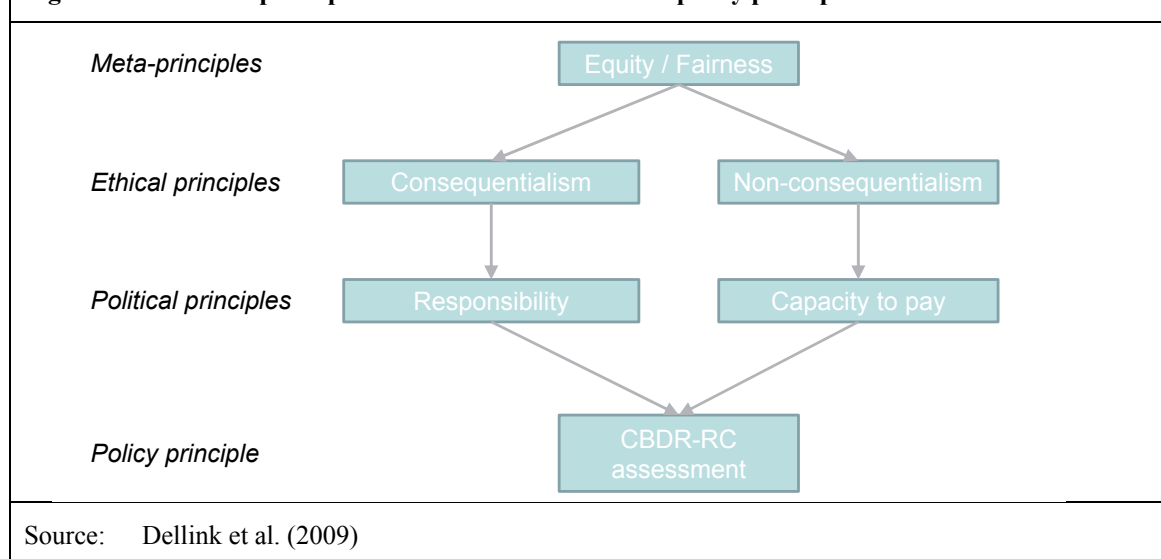 Meta-principles
Equity / Fairness
Ethical principles
Consequentialism
Non-consequentialism
Political principles
Responsibility
Capacity to pay
Policy principle
CBDR-RC
assessment
Source: Dellink et al. (2009)